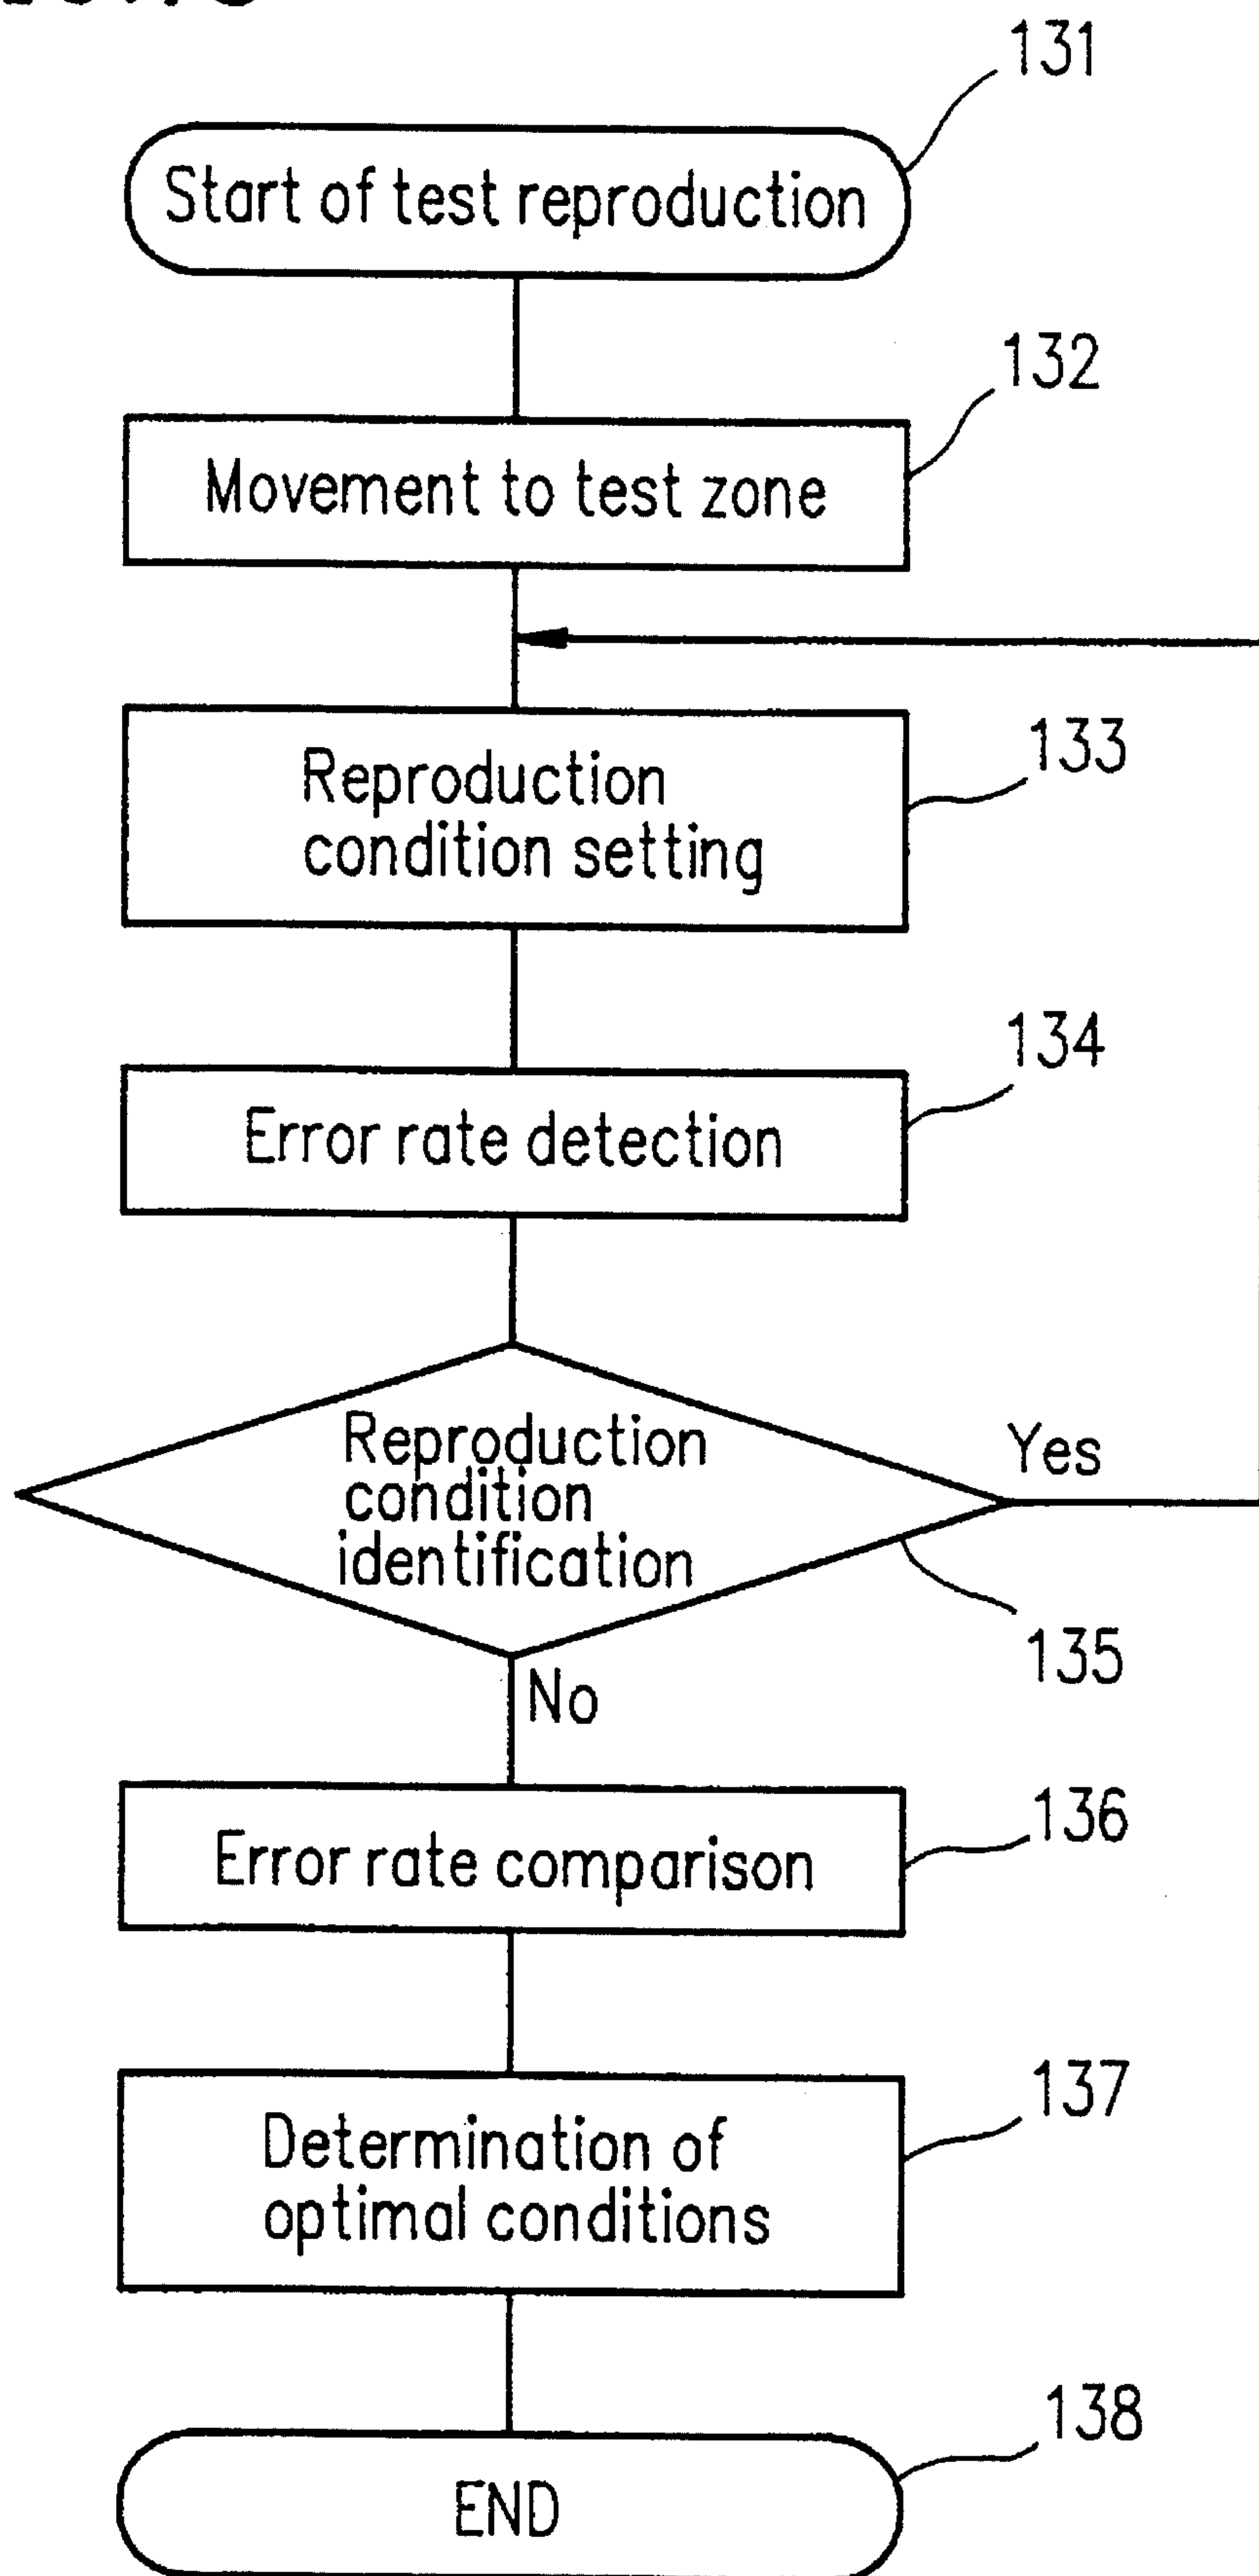 131
Start of test reproduction
132
Movement to test zone
133
Reproduction
condition setting
134
Error rate detection
Reproduction
condition
identification
Yes
135
No
136
Error rate comparison
137
Determination of
optimal conditions
138
END